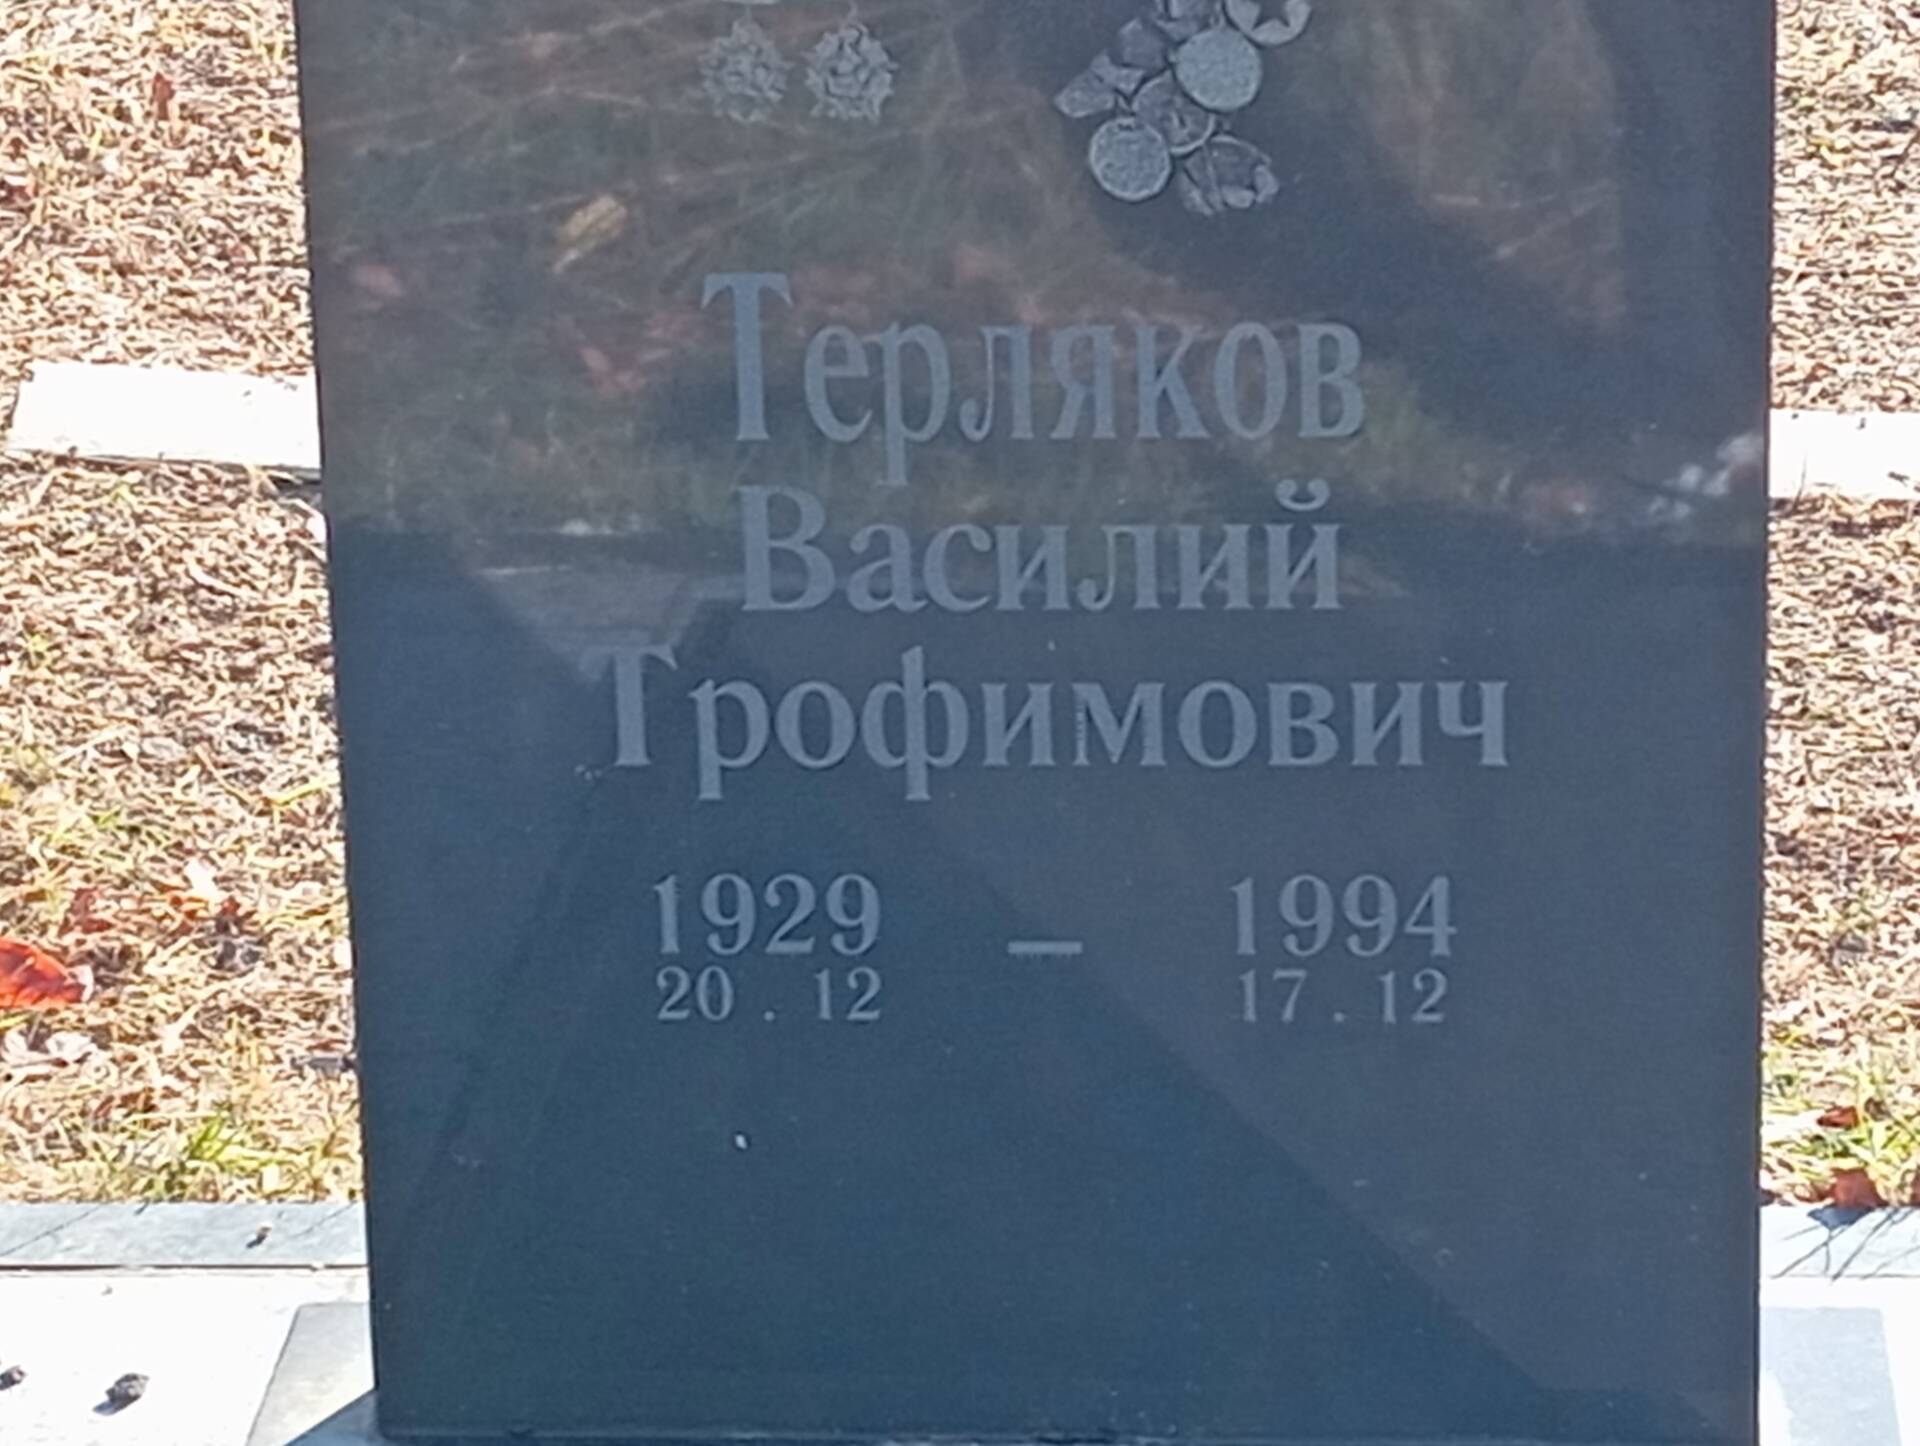 Терляков
Василий
Трофимович
1929 – 1994
20.12 17.12